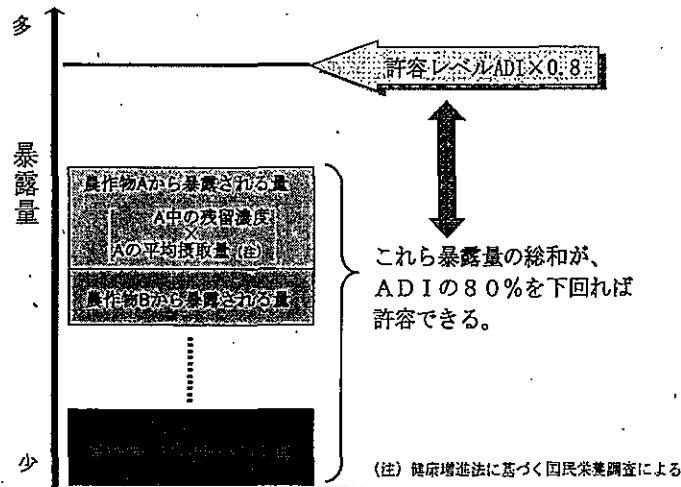 多
許容レベルADI×0.8
暴露量
農作物Aから暴露される量
A中の残留濃度
×
Aの平均摂取量 (注)
農作物Bから暴露される量
これら暴露量の総和が、
ADIの80%を下回れば
許容できる。
少
(注) 健康増進法に基づく国民栄養調査による